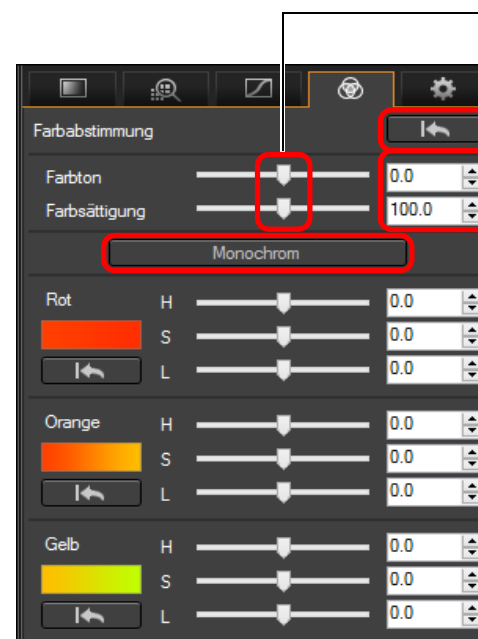 Farbabstimmung
Farbton 0.0
Farbsättigung 100.0
Monochrom
Rot H 0.0
S 0.0
L 0.0
Orange H 0.0
S 0.0
L 0.0
Gelb H 0.0
S 0.0
L 0.0